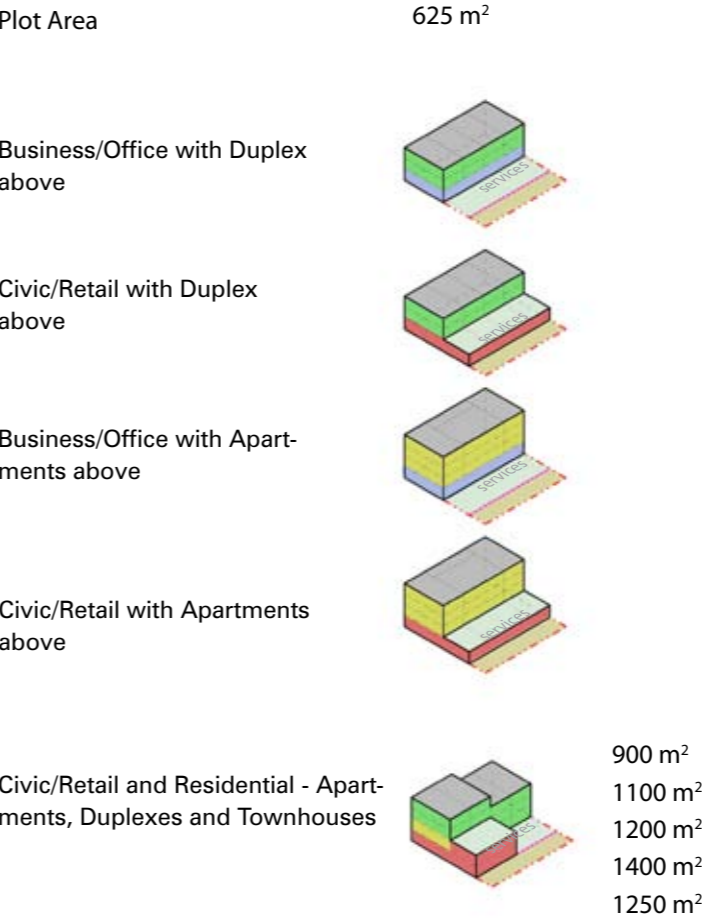 Plot Area 625 m²
Business/Office with Duplex
above
services
Civic/Retail with Duplex
above
services
Business/Office with Apart-
ments above
services
Civic/Retail with Apartments
above
services
Civic/Retail and Residential - Apart-
ments, Duplexes and Townhouses
900 m²
1100 m²
1200 m²
1400 m²
1250 m²